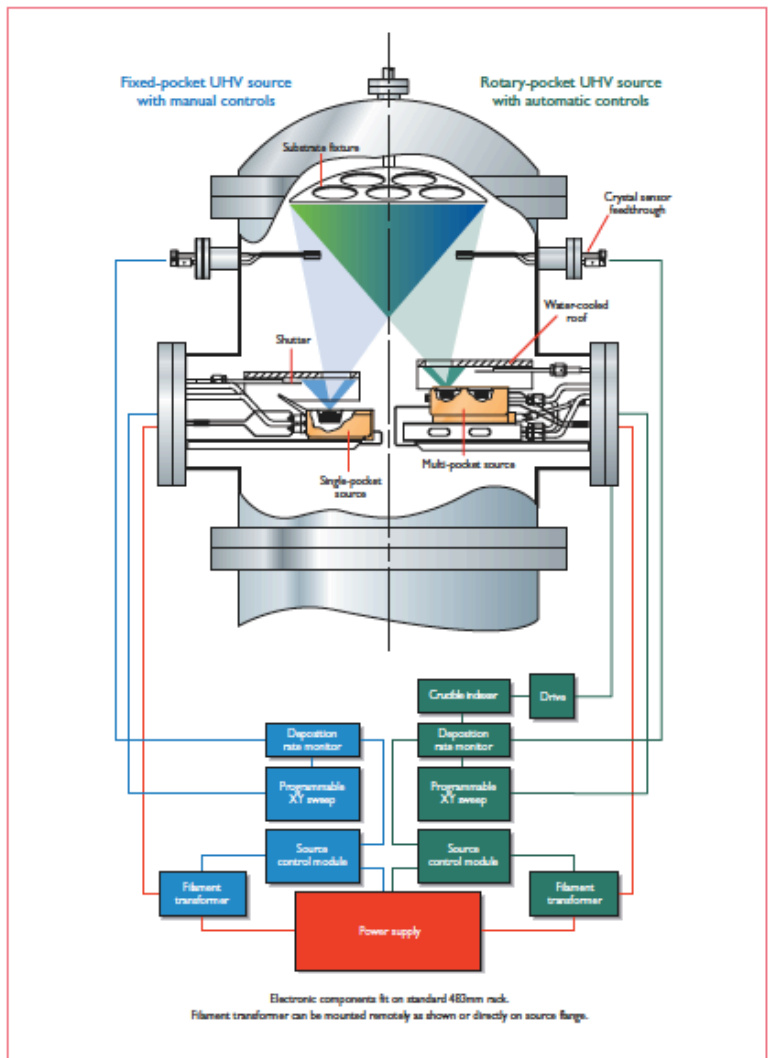 Fixed-pocket UHV source
with manual controls
Rotary-pocket UHV source
with automatic controls
Substrate fixture
Crystal sensor
feedthrough
Water-cooled
roof
Shutter
Single-pocket
source
Multi-pocket source
Crucible indexer
Drive
Deposition
rate monitor
Deposition
rate monitor
Programmable
XY sweep
Programmable
XY sweep
Source
control module
Source
control module
Filament
transformer
Filament
transformer
Power supply
Electronic components fit on standard 483mm rack.
Filament transformer can be mounted remotely as shown or directly on source flange.